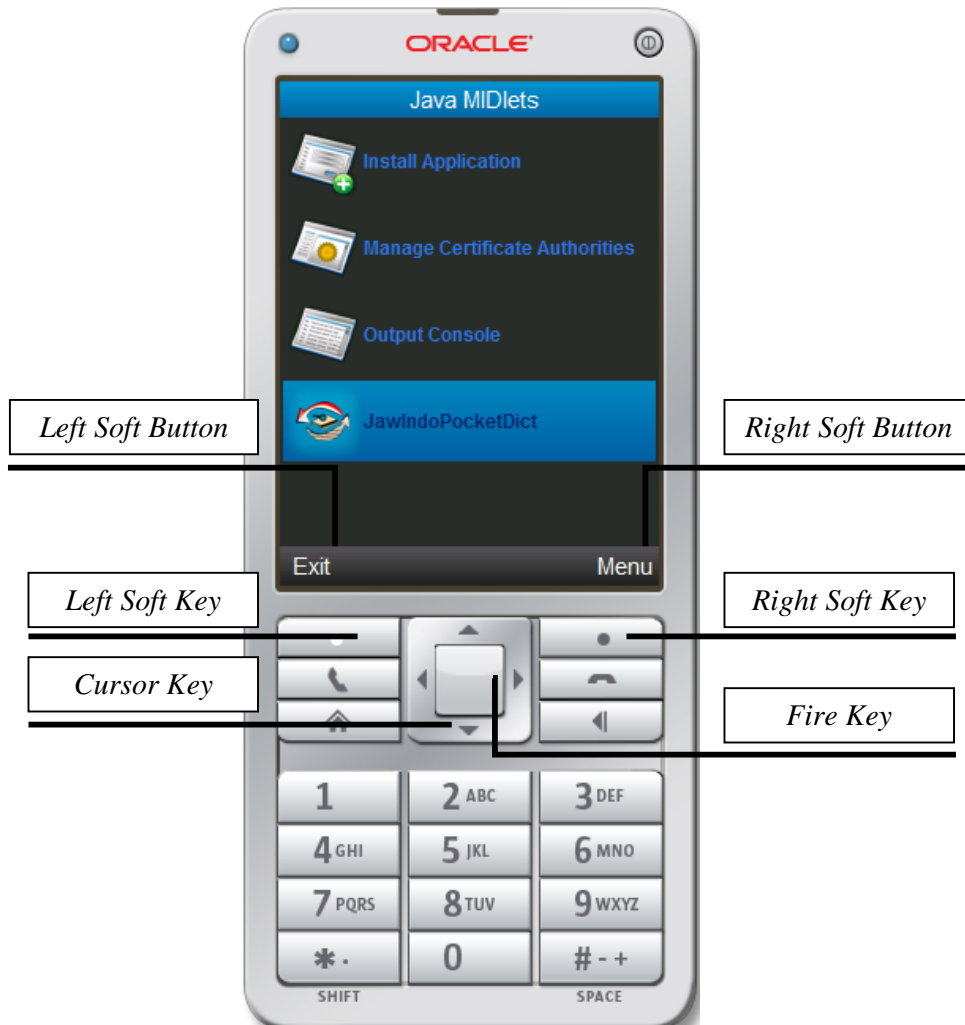 ORACLE
Java MIDlets
Install Application
Manage Certificate Authorities
Output Console
JawIndoPocketDict
Left Soft Button
Right Soft Button
Exit
Menu
Left Soft Key
Right Soft Key
Cursor Key
Fire Key
1
2 ABC
3 DEF
4 GHI
5 JKL
6 MNO
7 PQRS
8 TUV
9 WXYZ
* .
0
# - +
SHIFT
SPACE